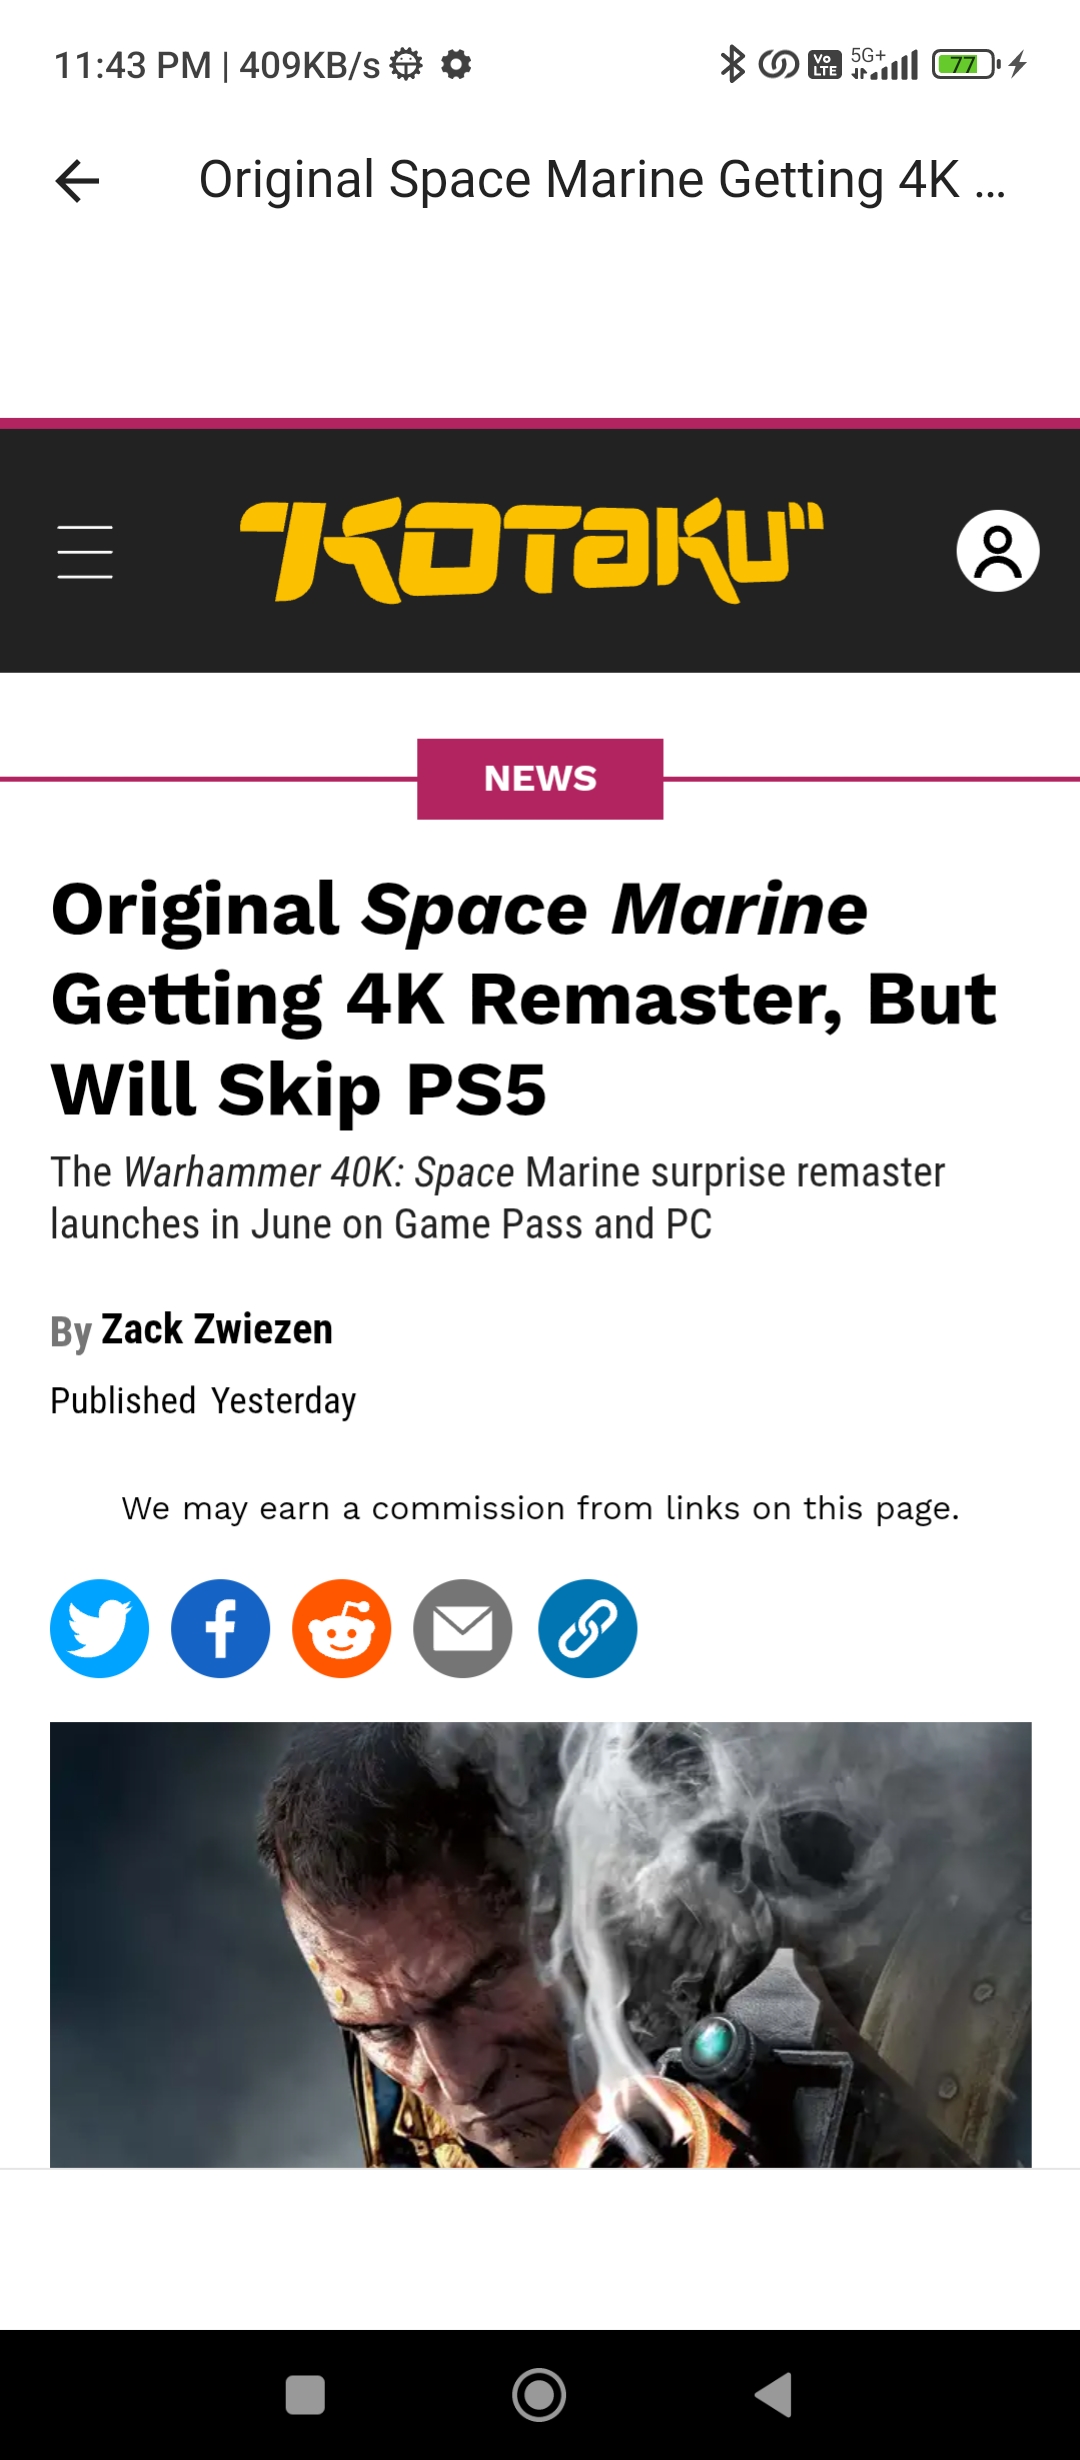 11:43 PM | 409KB/s
Vo LTE 5G+ 77
Original Space Marine Getting 4K ...
KOTaKU
NEWS
Original Space Marine
Getting 4K Remaster, But
Will Skip PS5
The Warhammer 40K: Space Marine surprise remaster
launches in June on Game Pass and PC
By Zack Zwiezen
Published Yesterday
We may earn a commission from links on this page.